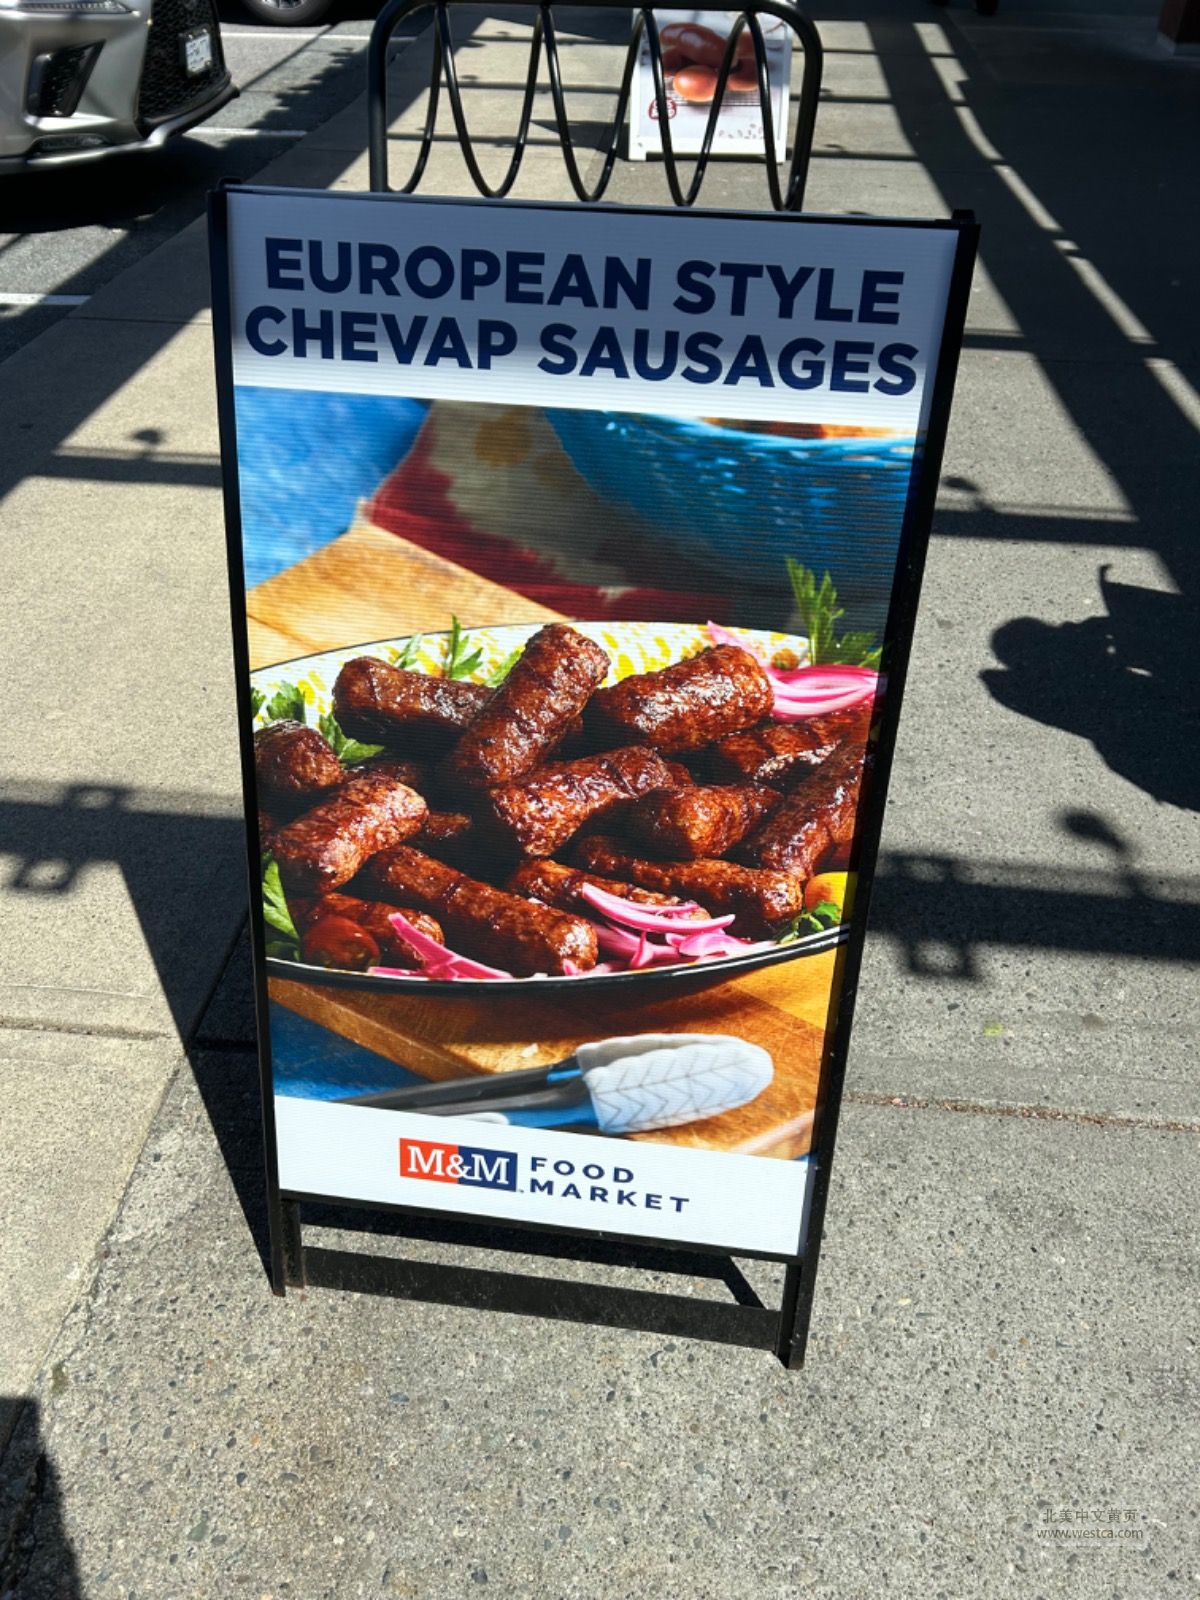 EUROPEAN STYLE
CHEVAP SAUSAGES
M&M FOOD
MARKET
北美中文黄页
www.westca.com